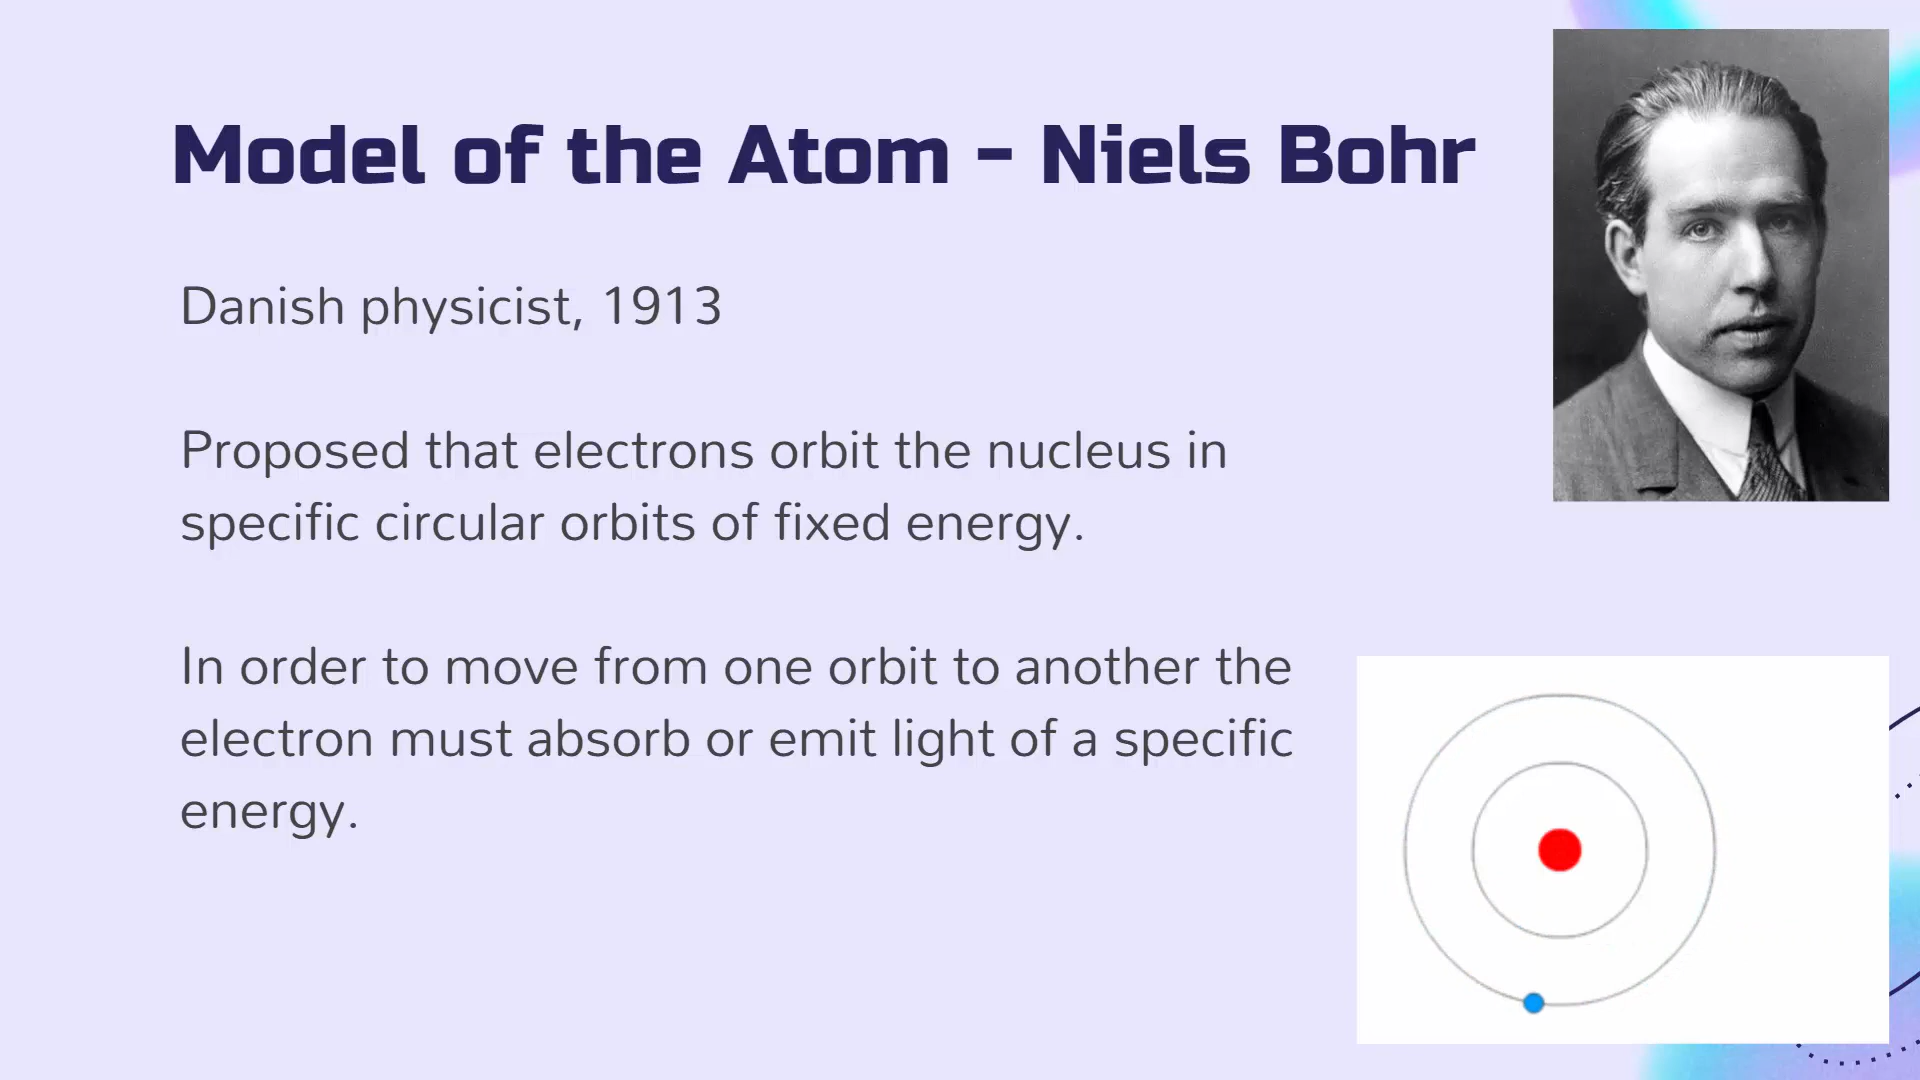 Model of the Atom - Niels Bohr
Danish physicist, 1913
Proposed that electrons orbit the nucleus in
specific circular orbits of fixed energy.
In order to move from one orbit to another the
electron must absorb or emit light of a specific
energy.